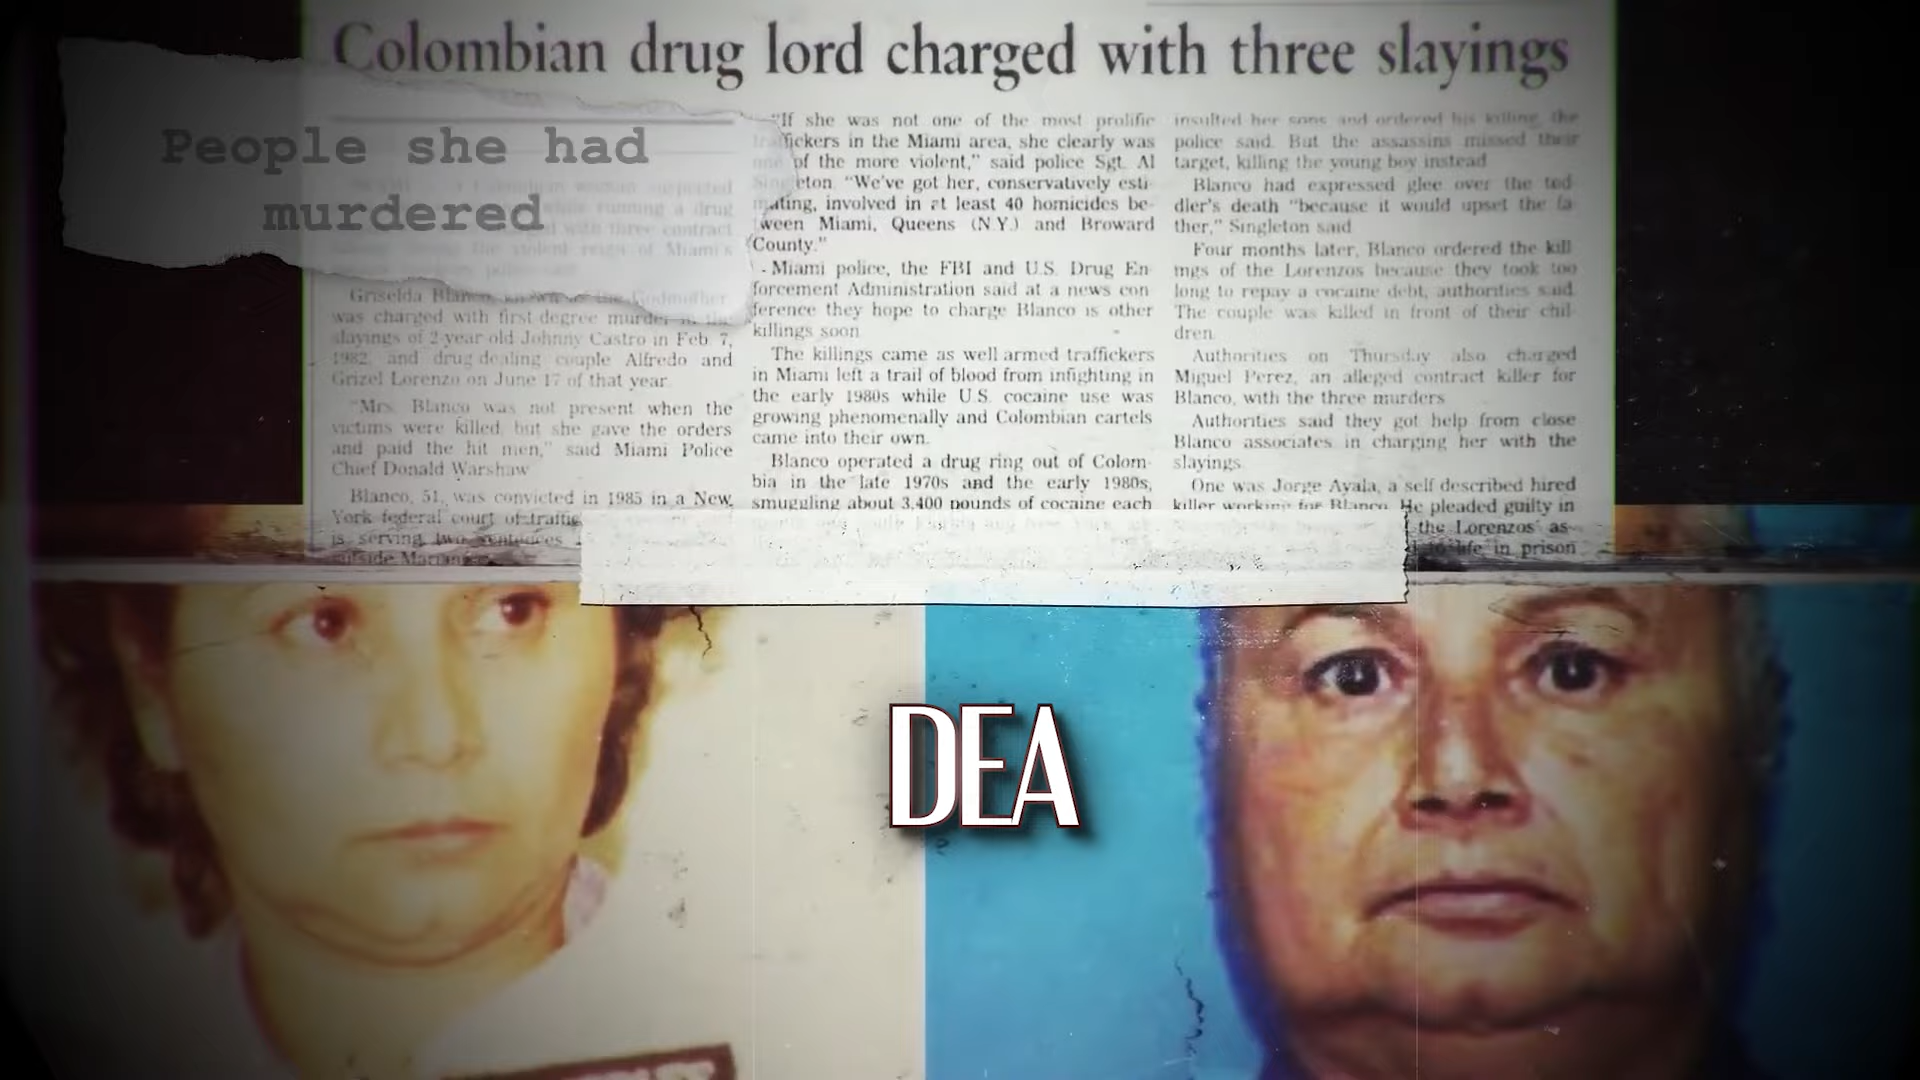 Colombian drug lord charged with three slayings
People she had
murdered
Griselda Blanco, known as the Godmother,
was charged with first degree murder in the
slayings of 2-year old Johnny Castro in Feb 7,
1982, and drug dealing couple Alfredo and
Grizel Lorenzo on June 17 of that year.
"Mrs. Blanco was not present when the
victims were killed, but she gave the orders
and paid the hit men," said Miami Police
Chief Donald Warshaw
Blanco, 51, was convicted in 1985 in a New
York federal court of
is serving two sentences
outside
"If she was not one of the most prolific
traffickers in the Miami area, she clearly was
one of the more violent," said police Sgt. Al
Singleton. "We've got her, conservatively esti-
mating, involved in at least 40 homicides be-
tween Miami, Queens (N.Y.) and Broward
County."
Miami police, the FBI and U.S. Drug En-
forcement Administration said at a news con
ference they hope to charge Blanco is other
killings soon
The killings came as well armed traffickers
in Miami left a trail of blood from infighting in
the early 1980s while U.S. cocaine use was
growing phenomenally and Colombian cartels
came into their own.
Blanco operated a drug ring out of Colom-
bia in the late 1970s and the early 1980s,
smuggling about 3,400 pounds of cocaine each
insulted her sons and ordered his killing, the
police said. But the assassins missed their
target, killing the young boy instead
Blanco had expressed glee over the tod
dler's death "because it would upset the fa
ther," Singleton said
Four months later, Blanco ordered the kill
ings of the Lorenzos because they took too
long to repay a cocaine debt, authorities said.
The couple was killed in front of their chil
dren.
Authorities on Thursday also charged
Miguel Perez, an alleged contract killer for
Blanco, with the three murders
Authorities said they got help from close
Blanco associates in charging her with the
slayings
One was Jorge Ayala, a self described hired
killer working for Blanco. He pleaded guilty in
the Lorenzos' as-
life in prison
DEA